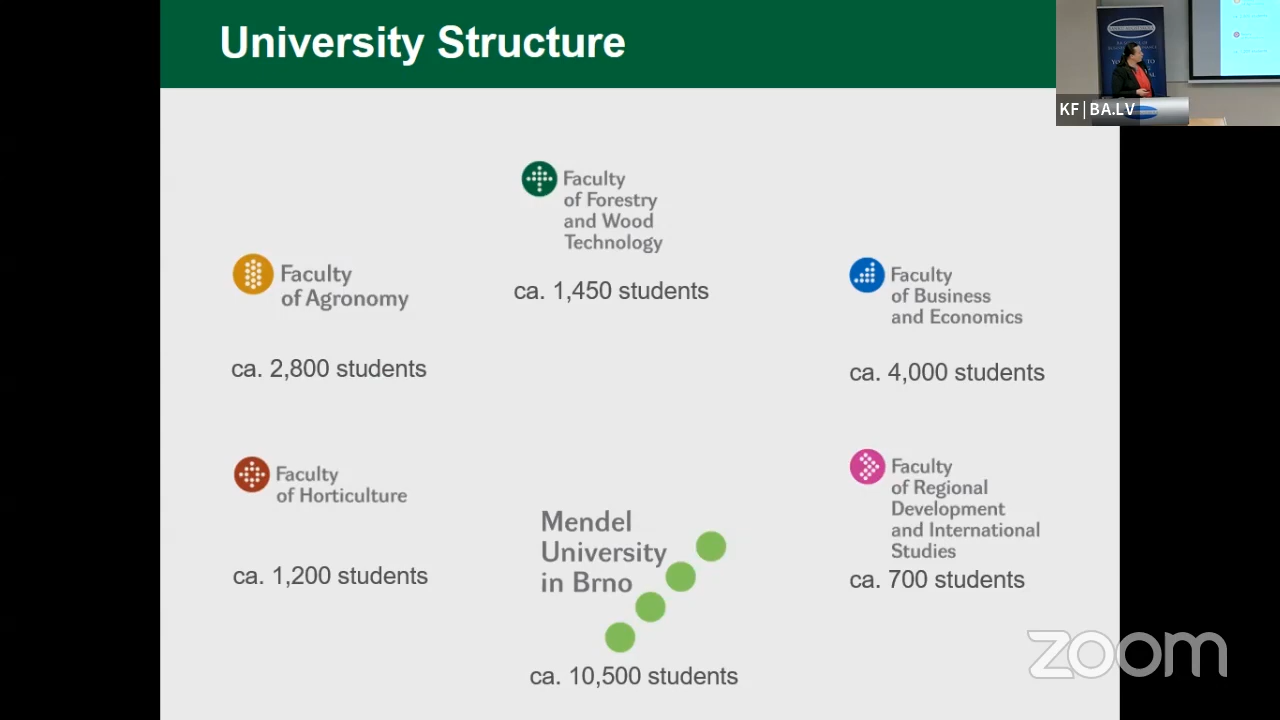 University Structure
KF|BA.LV
Faculty
of Forestry
and Wood
Technology
ca. 1,450 students
Faculty
of Agronomy
ca. 2,800 students
Faculty
of Business
and Economics
ca. 4,000 students
Faculty
of Horticulture
ca. 1,200 students
Mendel
University
in Brno
ca. 10,500 students
Faculty
of Regional
Development
and International
Studies
ca. 700 students
zoom